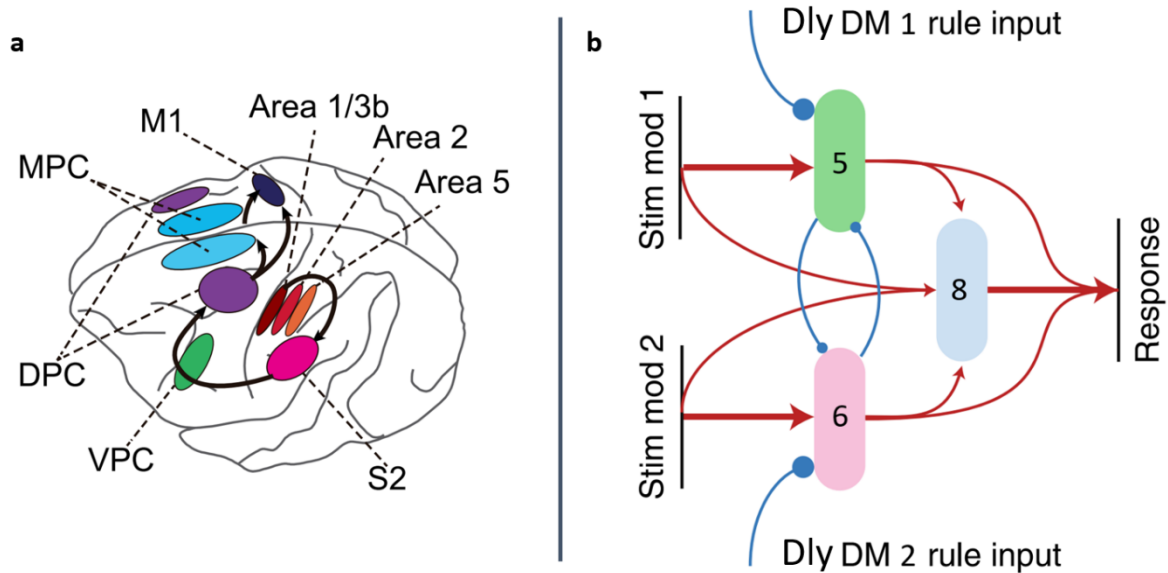 a
M1
Area 1/3b
Area 2
Area 5
MPC
DPC
VPC
S2
b
Dly DM 1 rule input
Stim mod 1
5
8
Response
Stim mod 2
6
Dly DM 2 rule input